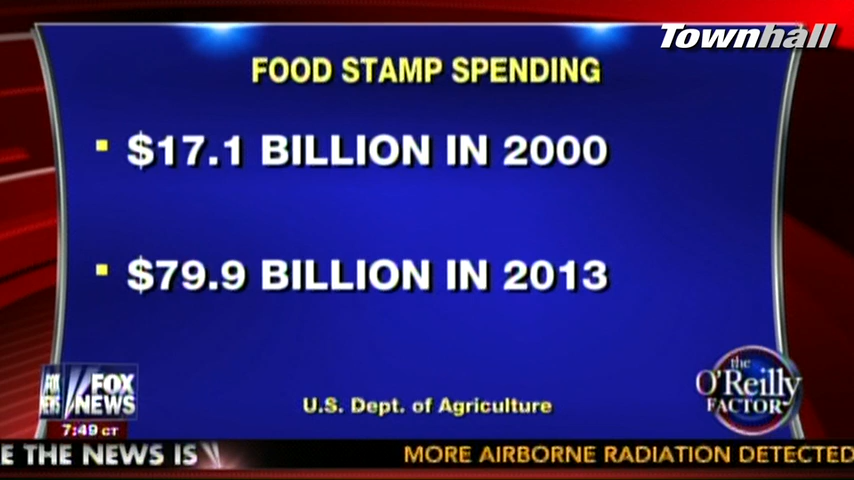 Townhall
FOOD STAMP SPENDING
$17.1 BILLION IN 2000
$79.9 BILLION IN 2013
U.S. Dept. of Agriculture
FOX
NEWS
7:49 CT
the
O'Reilly
FACTOR
E THE NEWS IS
MORE AIRBORNE RADIATION DETECTED